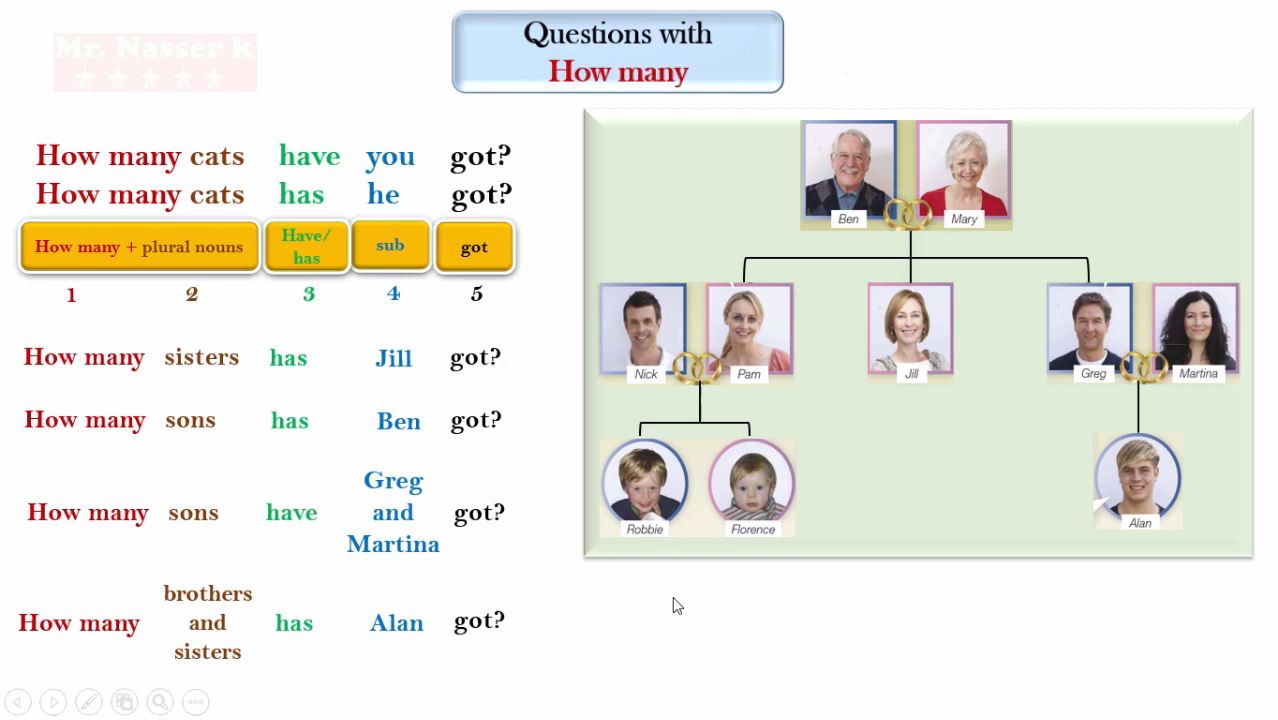 Mr. Nasser k
Questions with
How many
How many cats have you got?
How many cats has he got?
How many + plural nouns
Have/
has
sub
got
1 2 3 4 5
How many sisters has Jill got?
How many sons has Ben got?
How many sons have Greg and Martina got?
How many brothers and sisters has Alan got?
Ben
Mary
Nick
Pam
Jill
Greg
Martina
Robbie
Florence
Alan